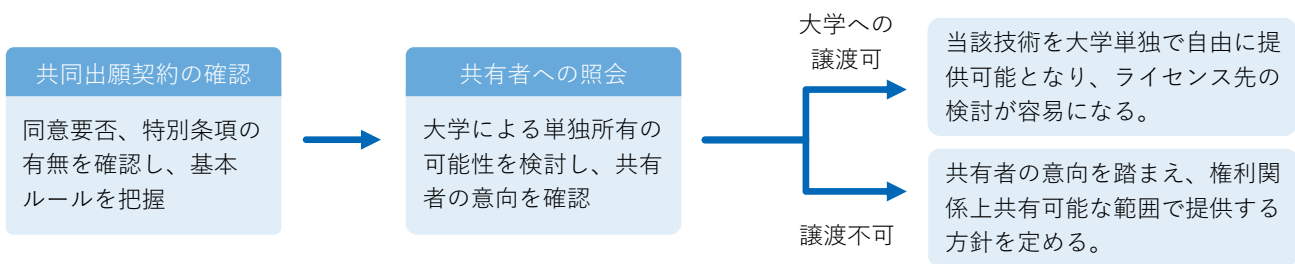 共同出願契約の確認
同意要否、特別条項の
有無を確認し、基本
ルールを把握
共有者への照会
大学による単独所有の
可能性を検討し、共有
者の意向を確認
大学への
譲渡可
当該技術を大学単独で自由に提
供可能となり、ライセンス先の
検討が容易になる。
譲渡不可
共有者の意向を踏まえ、権利関
係上共有可能な範囲で提供する
方針を定める。